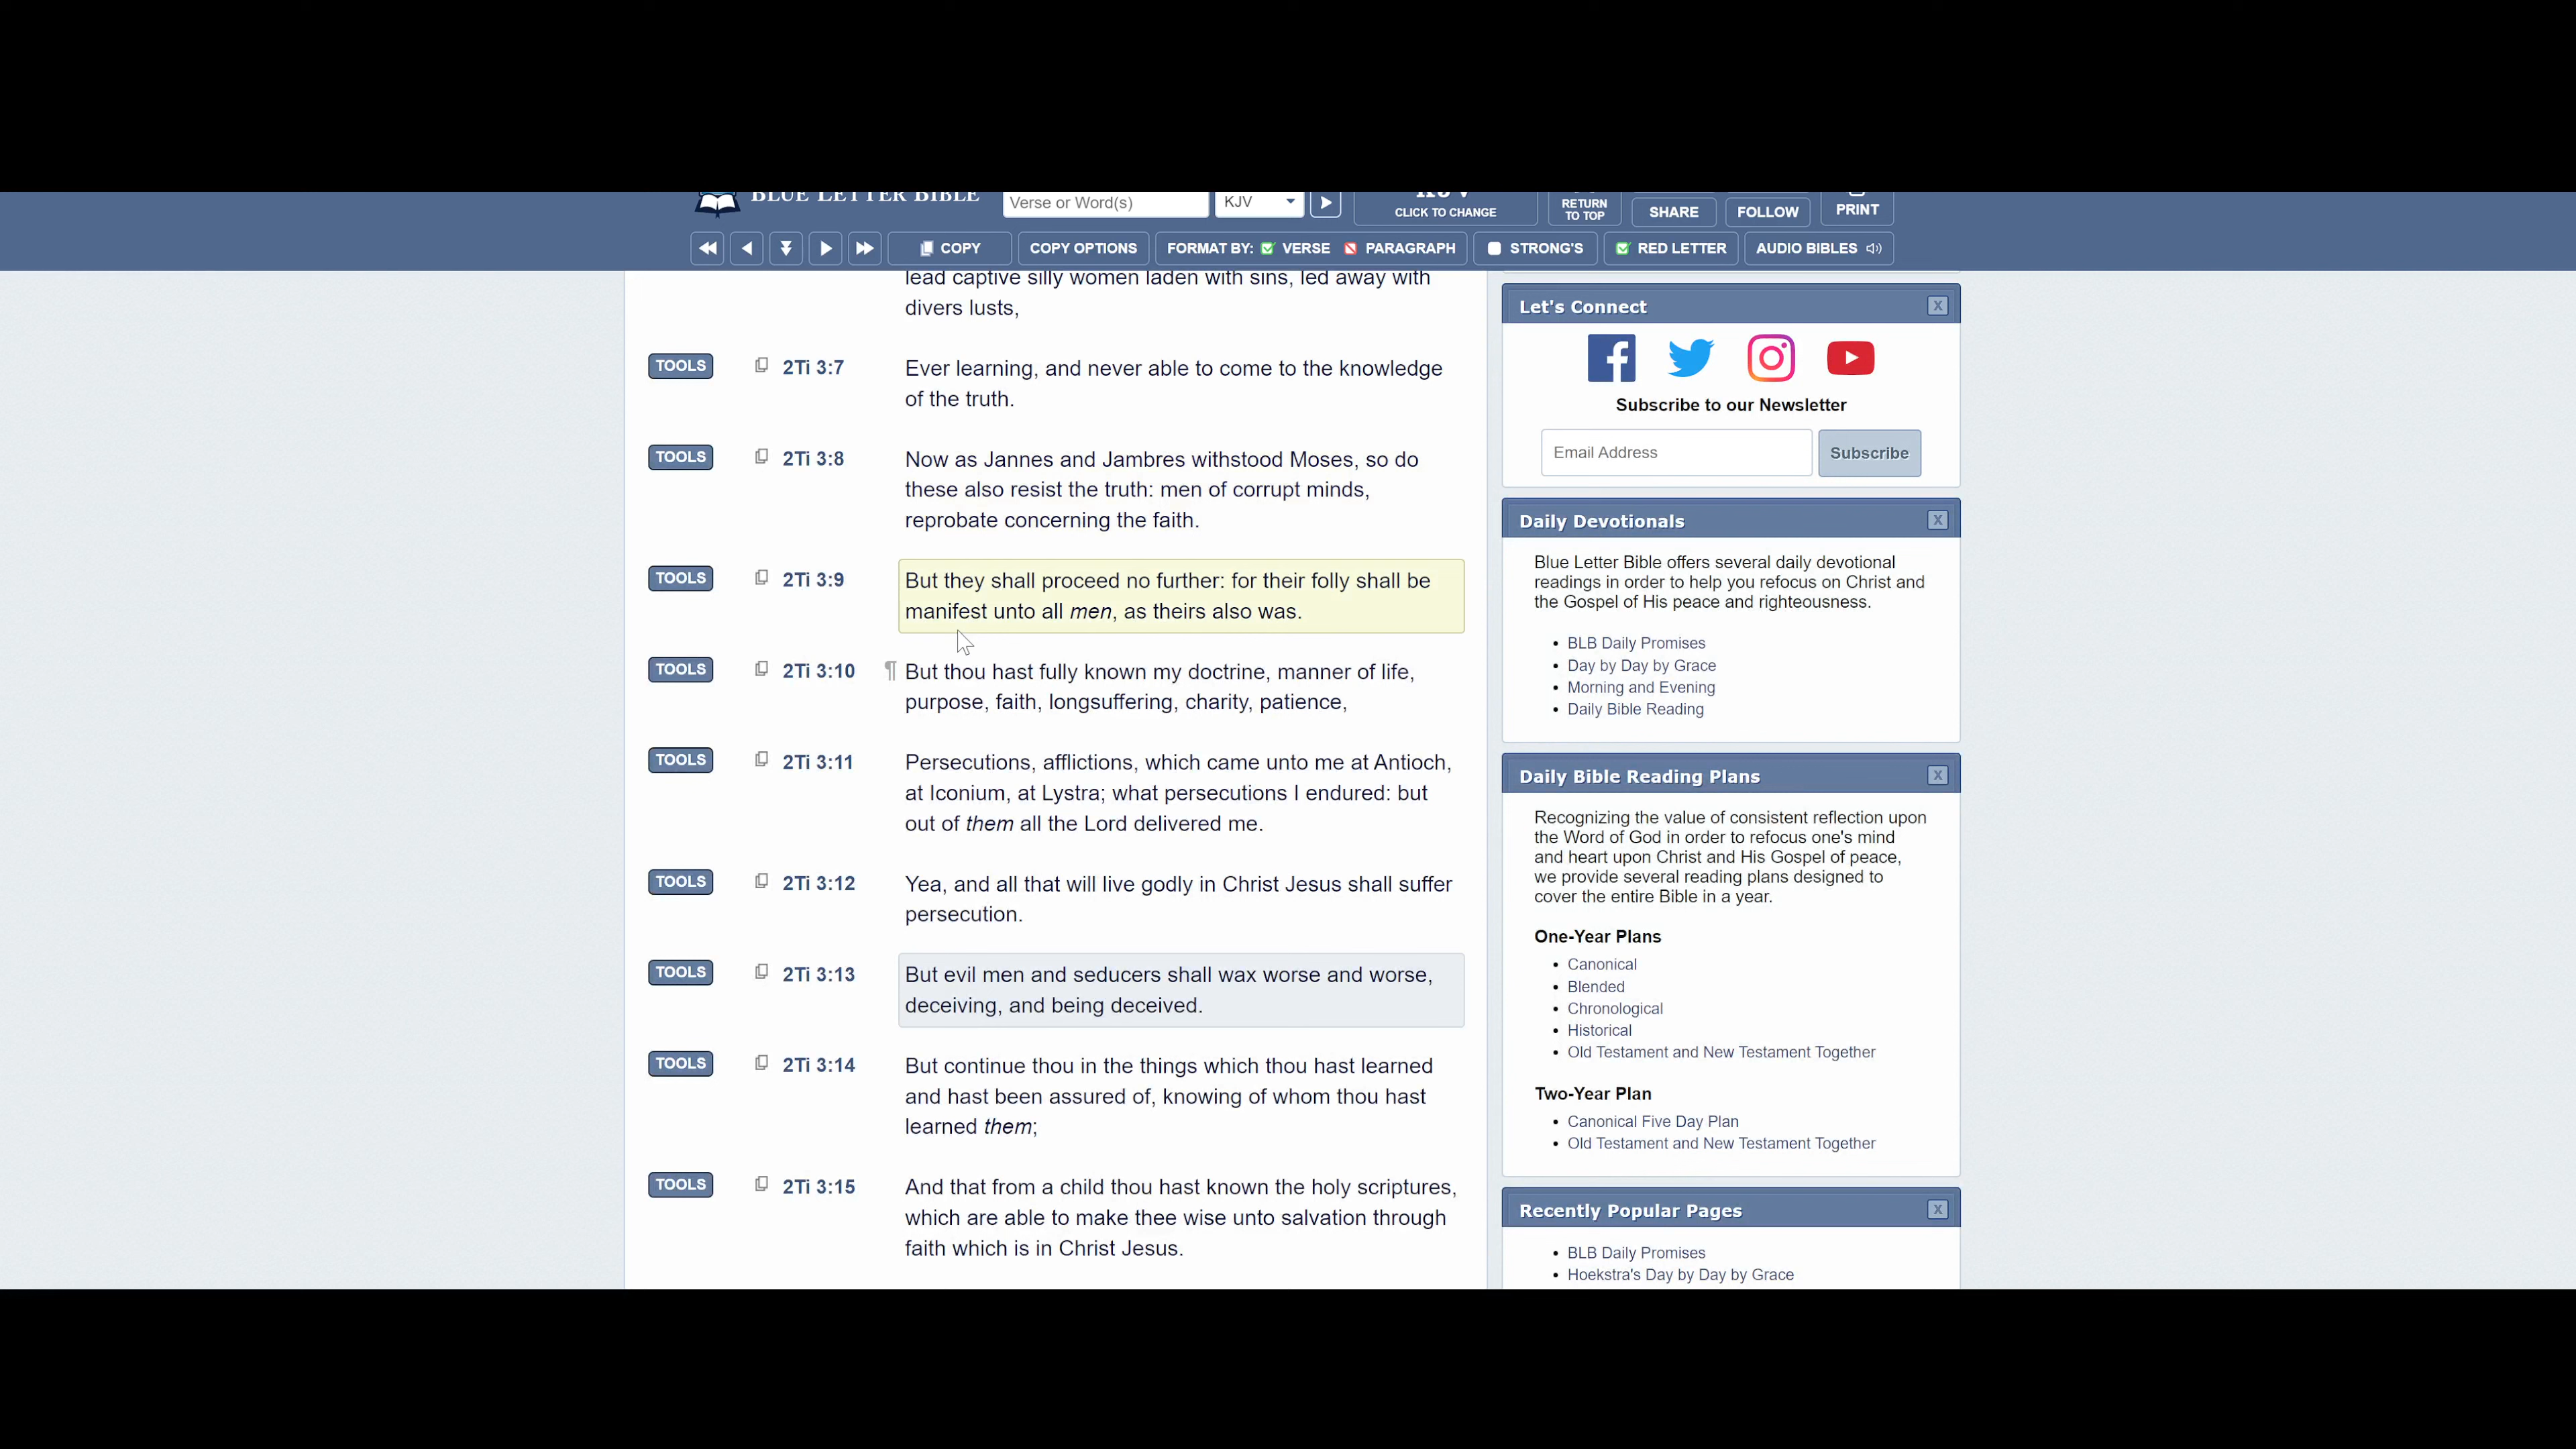 BLUE LETTER BIBLE
Verse or Word(s)
KJV
KJV
CLICK TO CHANGE
RETURN
TO TOP
SHARE
FOLLOW
PRINT
COPY
COPY OPTIONS
FORMAT BY: VERSE PARAGRAPH
STRONG'S
RED LETTER
AUDIO BIBLES
lead captive silly women laden with sins, led away with
divers lusts,
TOOLS 2Ti 3:7 Ever learning, and never able to come to the knowledge
of the truth.
TOOLS 2Ti 3:8 Now as Jannes and Jambres withstood Moses, so do
these also resist the truth: men of corrupt minds,
reprobate concerning the faith.
TOOLS 2Ti 3:9 But they shall proceed no further: for their folly shall be
manifest unto all men, as theirs also was.
TOOLS 2Ti 3:10 ¶ But thou hast fully known my doctrine, manner of life,
purpose, faith, longsuffering, charity, patience,
TOOLS 2Ti 3:11 Persecutions, afflictions, which came unto me at Antioch,
at Iconium, at Lystra; what persecutions I endured: but
out of them all the Lord delivered me.
TOOLS 2Ti 3:12 Yea, and all that will live godly in Christ Jesus shall suffer
persecution.
TOOLS 2Ti 3:13 But evil men and seducers shall wax worse and worse,
deceiving, and being deceived.
TOOLS 2Ti 3:14 But continue thou in the things which thou hast learned
and hast been assured of, knowing of whom thou hast
learned them;
TOOLS 2Ti 3:15 And that from a child thou hast known the holy scriptures,
which are able to make thee wise unto salvation through
faith which is in Christ Jesus.
Let's Connect X
Subscribe to our Newsletter
Email Address
Subscribe
Daily Devotionals X
Blue Letter Bible offers several daily devotional
readings in order to help you refocus on Christ and
the Gospel of His peace and righteousness.
• BLB Daily Promises
• Day by Day by Grace
• Morning and Evening
• Daily Bible Reading
Daily Bible Reading Plans X
Recognizing the value of consistent reflection upon
the Word of God in order to refocus one's mind
and heart upon Christ and His Gospel of peace,
we provide several reading plans designed to
cover the entire Bible in a year.
One-Year Plans
• Canonical
• Blended
• Chronological
• Historical
• Old Testament and New Testament Together
Two-Year Plan
• Canonical Five Day Plan
• Old Testament and New Testament Together
Recently Popular Pages X
• BLB Daily Promises
• Hoekstra's Day by Day by Grace